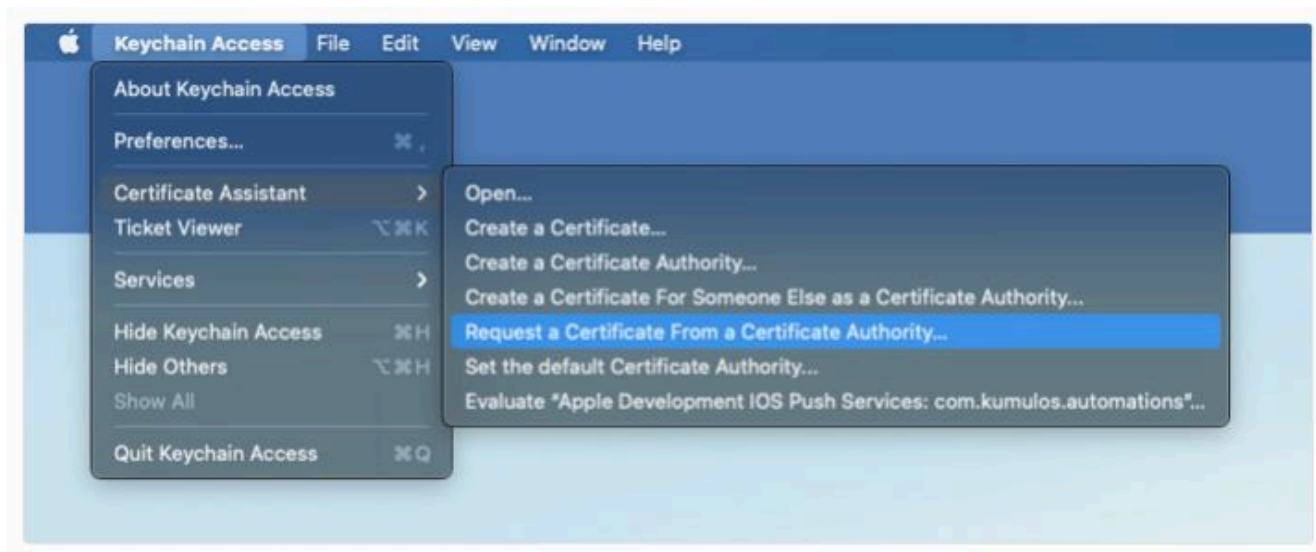 Keychain Access File Edit View Window Help
About Keychain Access
Preferences... ⌘ ,
Certificate Assistant >
Ticket Viewer ⌥⌘K
Services >
Hide Keychain Access ⌘H
Hide Others ⌥⌘H
Show All
Quit Keychain Access ⌘Q
Open...
Create a Certificate...
Create a Certificate Authority...
Create a Certificate For Someone Else as a Certificate Authority...
Request a Certificate From a Certificate Authority...
Set the default Certificate Authority...
Evaluate "Apple Development IOS Push Services: com.kumulos.automations"...